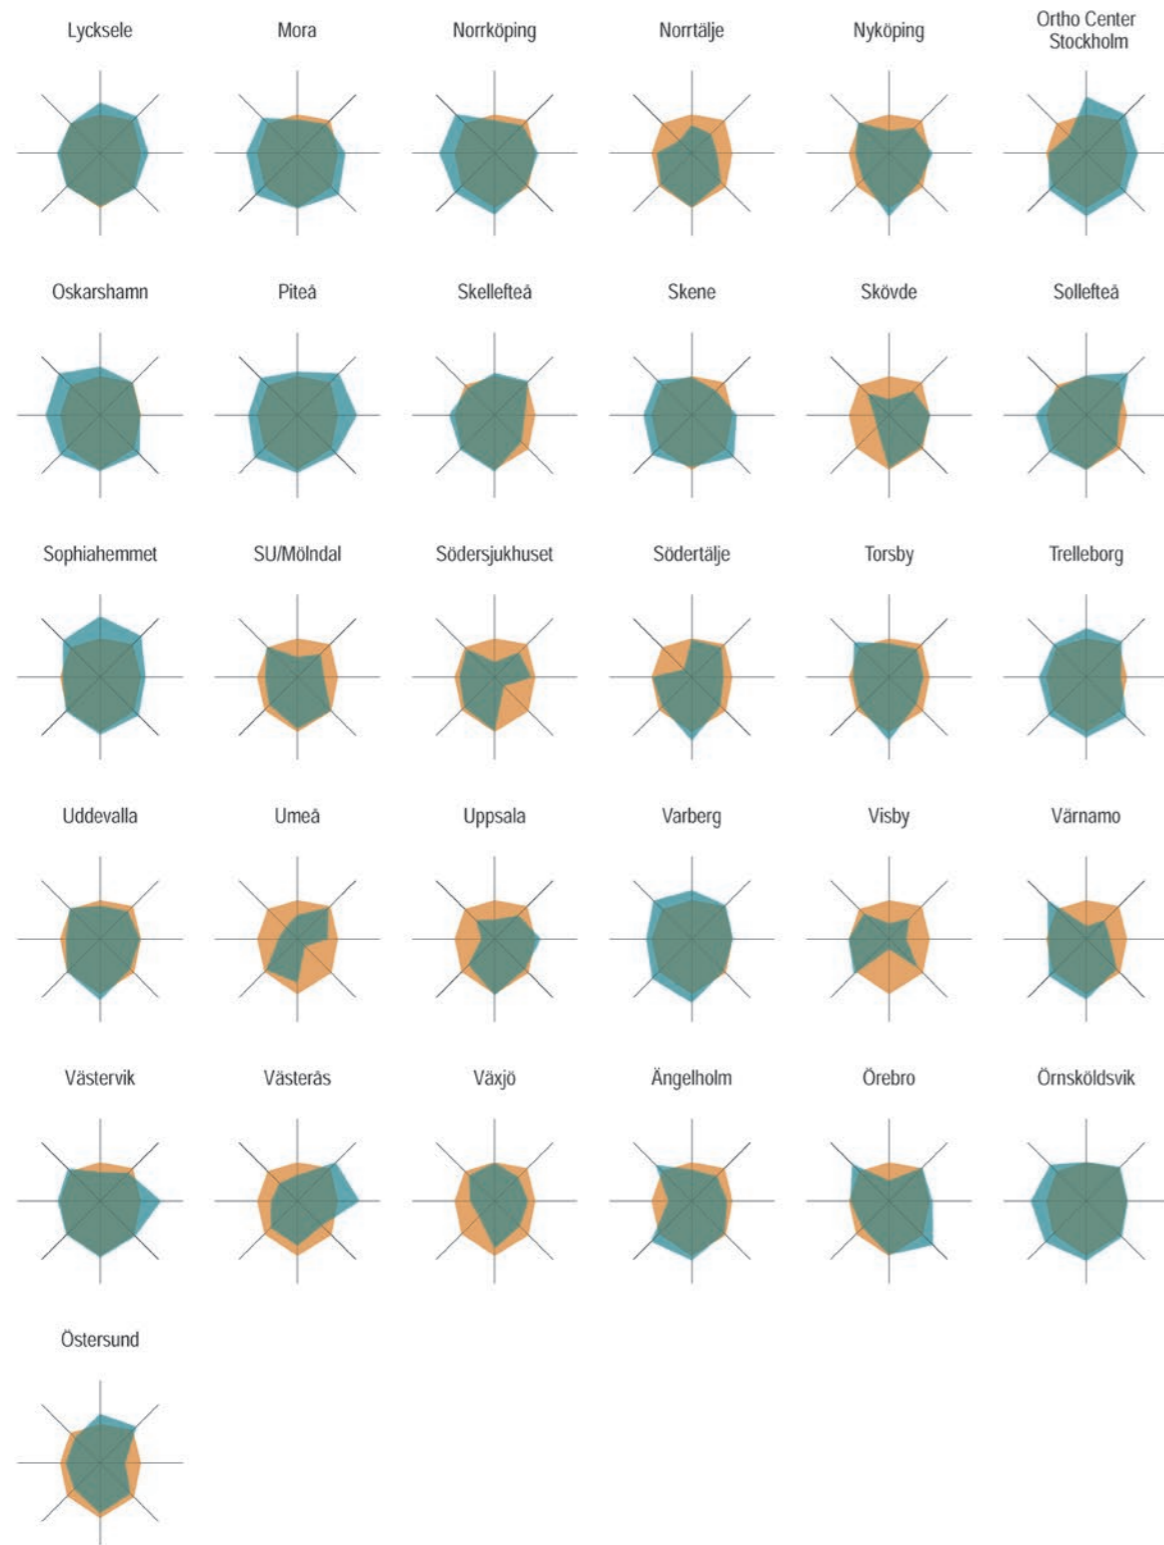 Lycksele
Mora
Norrköping
Norrtälje
Nyköping
Ortho Center
Stockholm
Oskarshamn
Piteå
Skellefteå
Skene
Skövde
Sollefteå
Sophiahemmet
SU/Mölndal
Södersjukhuset
Södertälje
Torsby
Trelleborg
Uddevalla
Umeå
Uppsala
Varberg
Visby
Värnamo
Västervik
Västerås
Växjö
Ängelholm
Örebro
Örnsköldsvik
Östersund